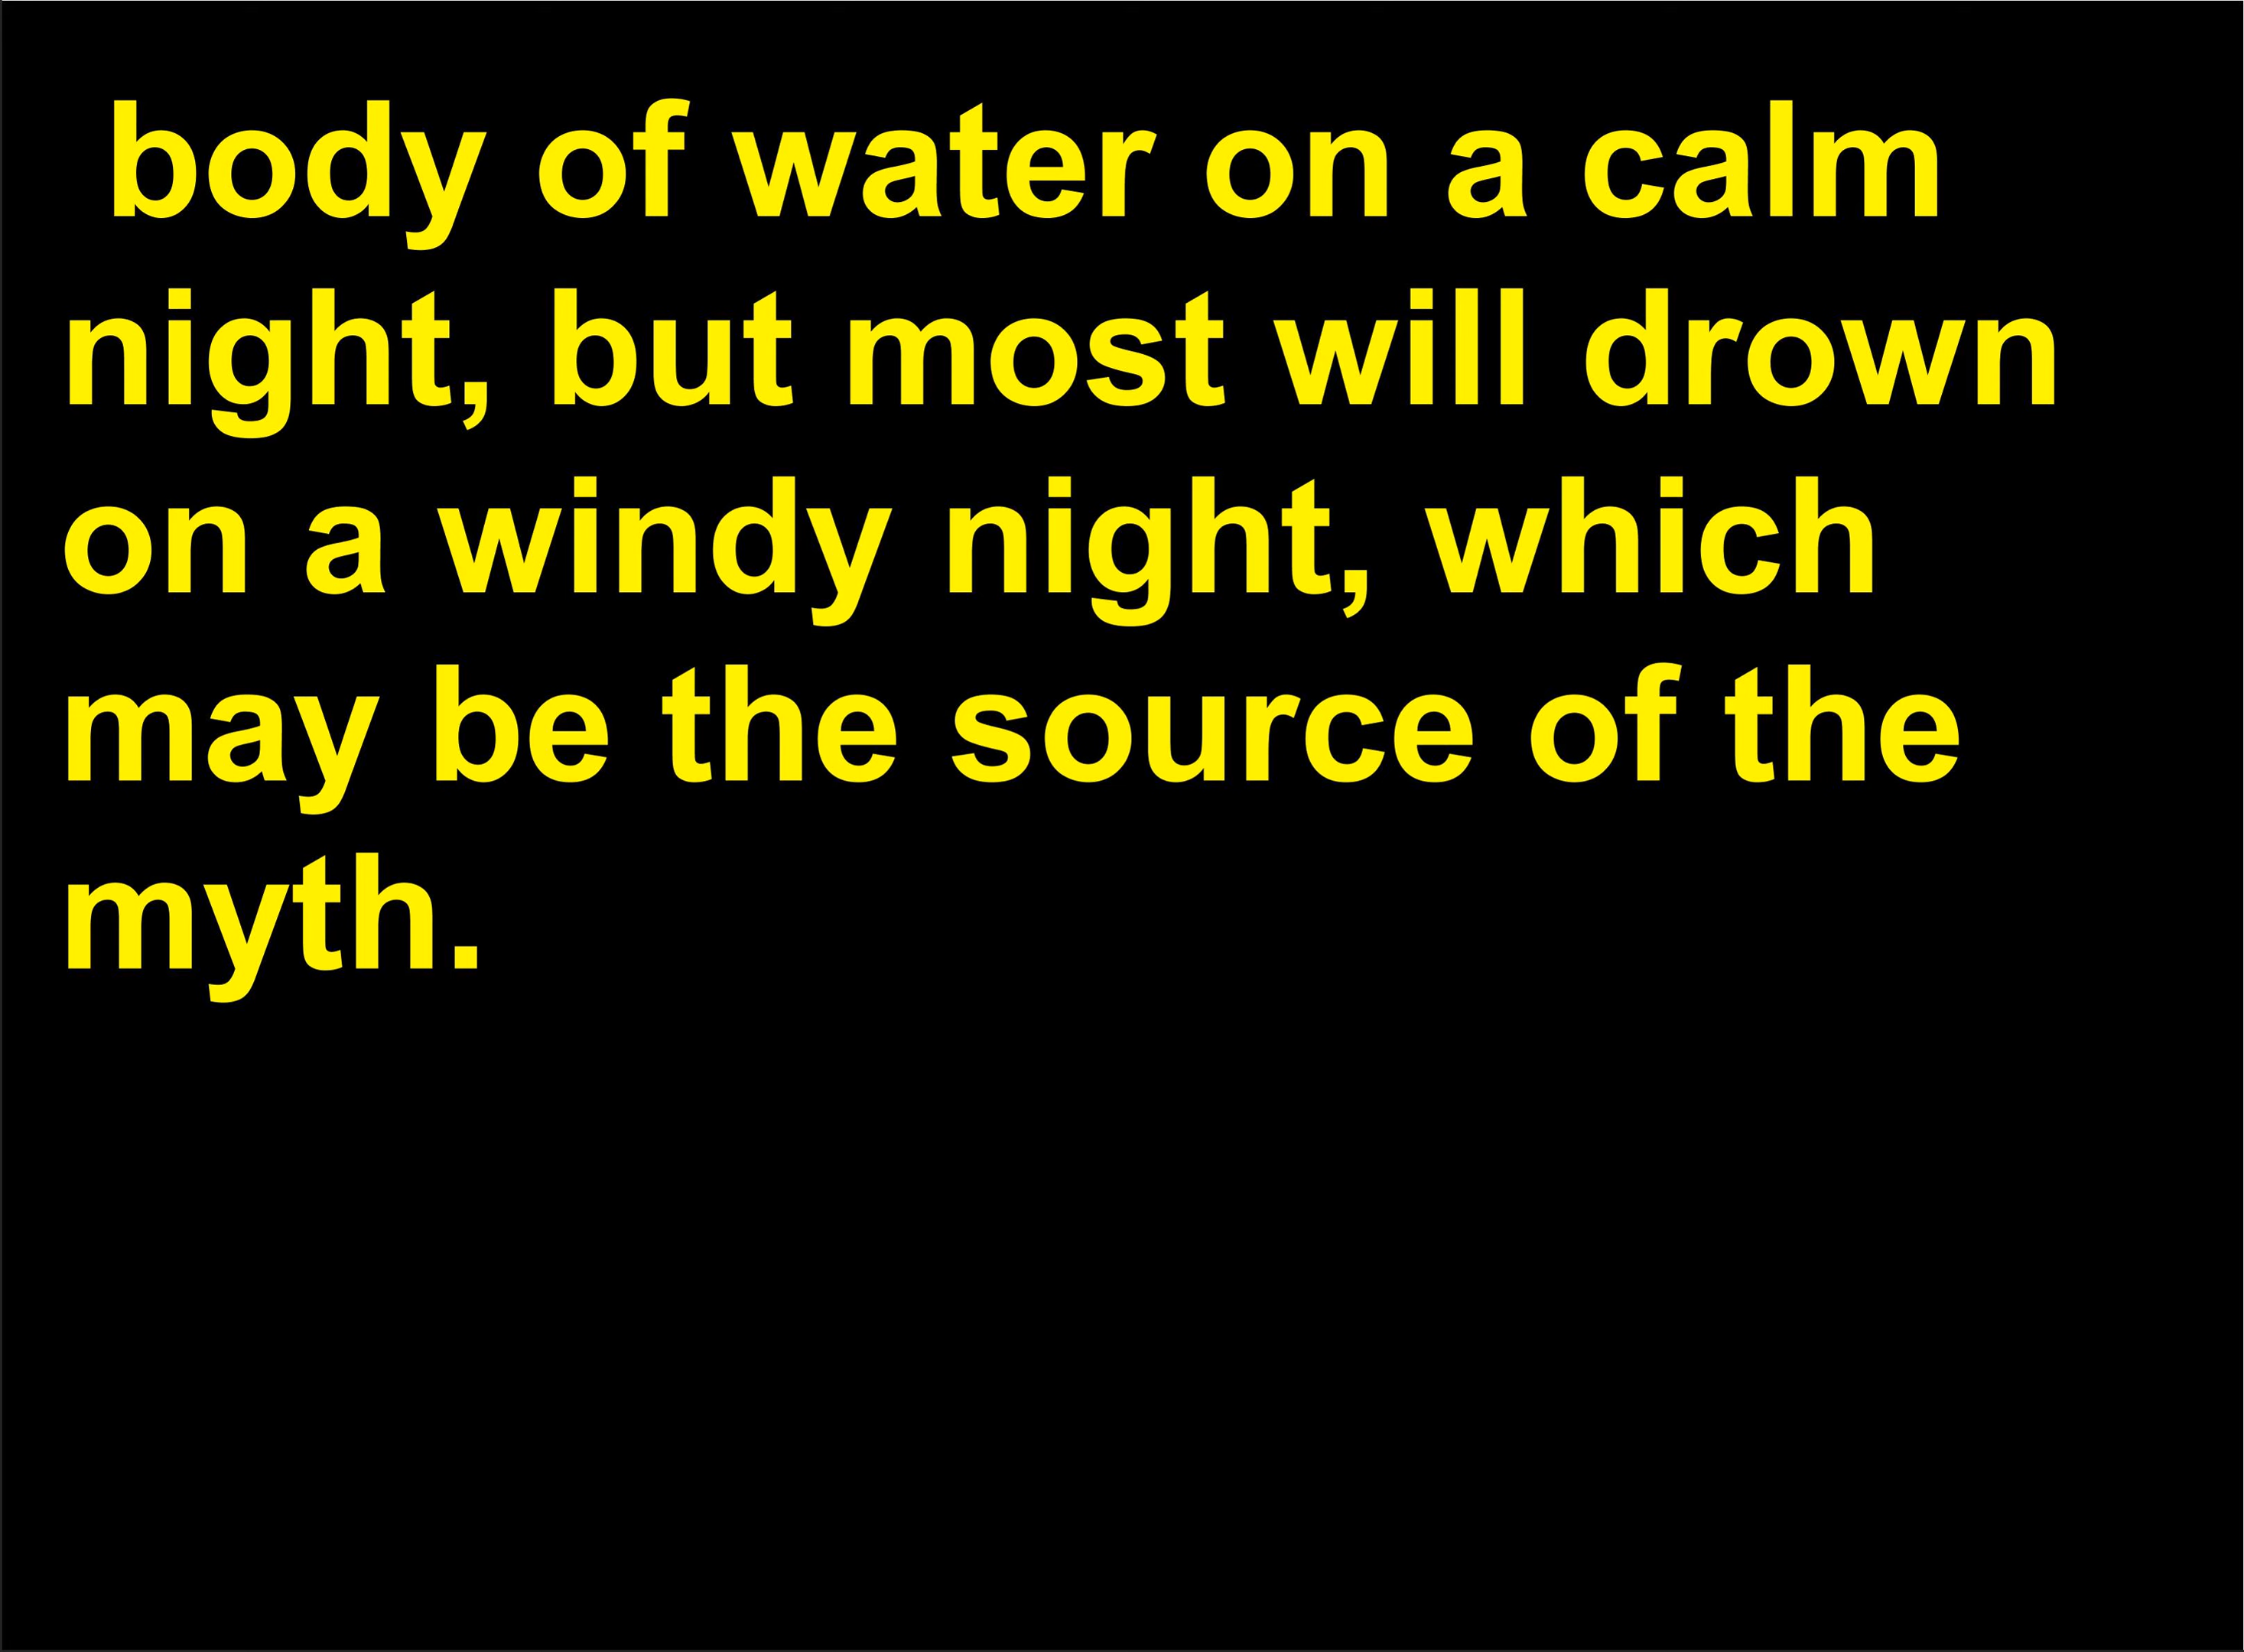 body of water on a calm
night, but most will drown
on a windy night, which
may be the source of the
myth.